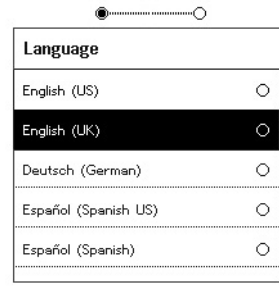 Language
English (US)
English (UK)
Deutsch (German)
Español (Spanish US)
Español (Spanish)